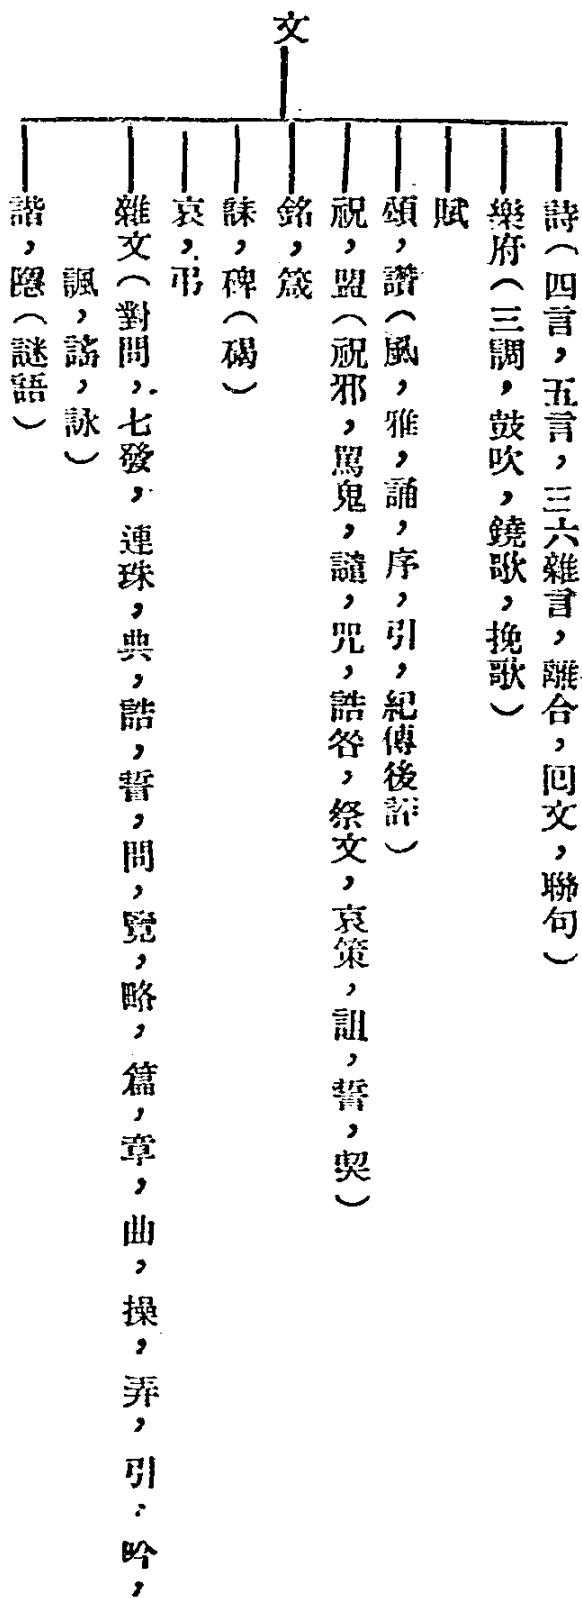 文
詩（四言，五言，三六雜言，離合，回文，聯句）
樂府（三調，鼓吹，鐃歌，挽歌）
賦
頌，讚（風，雅，誦，序，引，紀傳後評）
祝，盟（祝邪，罵鬼，譴，咒，誥咎，祭文，哀策，詛，誓，契）
銘，箴
誄，碑（碣）
哀，弔
雜文（對問，七發，連珠，典，誥，誓，問，覽，略，篇，章，曲，操，弄，引，吟，
諷，謠，詠）
諧，隱（謎語）